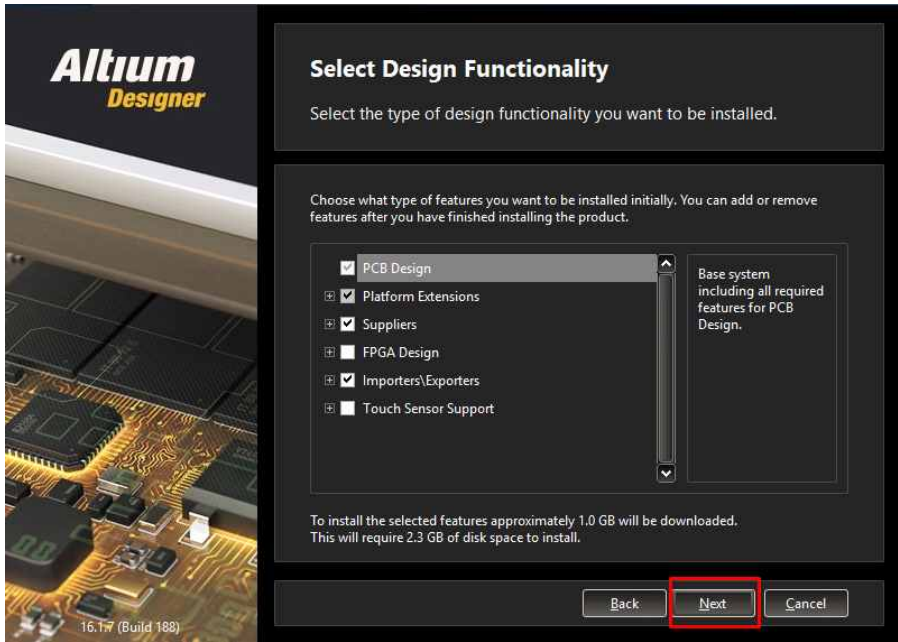 Altium
Designer
Select Design Functionality
Select the type of design functionality you want to be installed.
Choose what type of features you want to be installed initially. You can add or remove
features after you have finished installing the product.
PCB Design
Platform Extensions
Suppliers
FPGA Design
Importers\Exporters
Touch Sensor Support
Base system
including all required
features for PCB
Design.
To install the selected features approximately 1.0 GB will be downloaded.
This will require 2.3 GB of disk space to install.
Back Next Cancel
16.1.7 (Build 188)